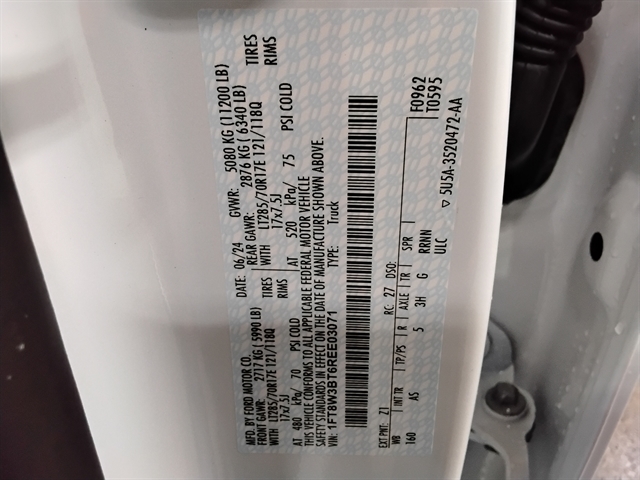 MFD. BY FORD MOTOR CO.
DATE: 06/24 GVWR: 5080 KG (11200 LB)
FRONT GAWR: 2717 KG ( 5990 LB) REAR GAWR: 2876 KG ( 6340 LB)
WITH LT285/70R17E 121/118Q TIRES WITH LT285/70R17E 121/118Q TIRES
17x7.5J RIMS 17x7.5J RIMS
AT 480 kPa/ 70 PSI COLD AT 520 kPa/ 75 PSI COLD
THIS VEHICLE CONFORMS TO ALL APPLICABLE FEDERAL MOTOR VEHICLE
SAFETY STANDARDS IN EFFECT ON THE DATE OF MANUFACTURE SHOWN ABOVE.
VIN: 1FT8W3BT6REE03071 TYPE: Truck
F0962
T0595
EXT PNT: Z1 RC: 27 DSO:
WB INT TR TP/PS R AXLE TR SPR
160 AS 5 3H G RRNN
ULC
▽ 5U5A-3520472-AA